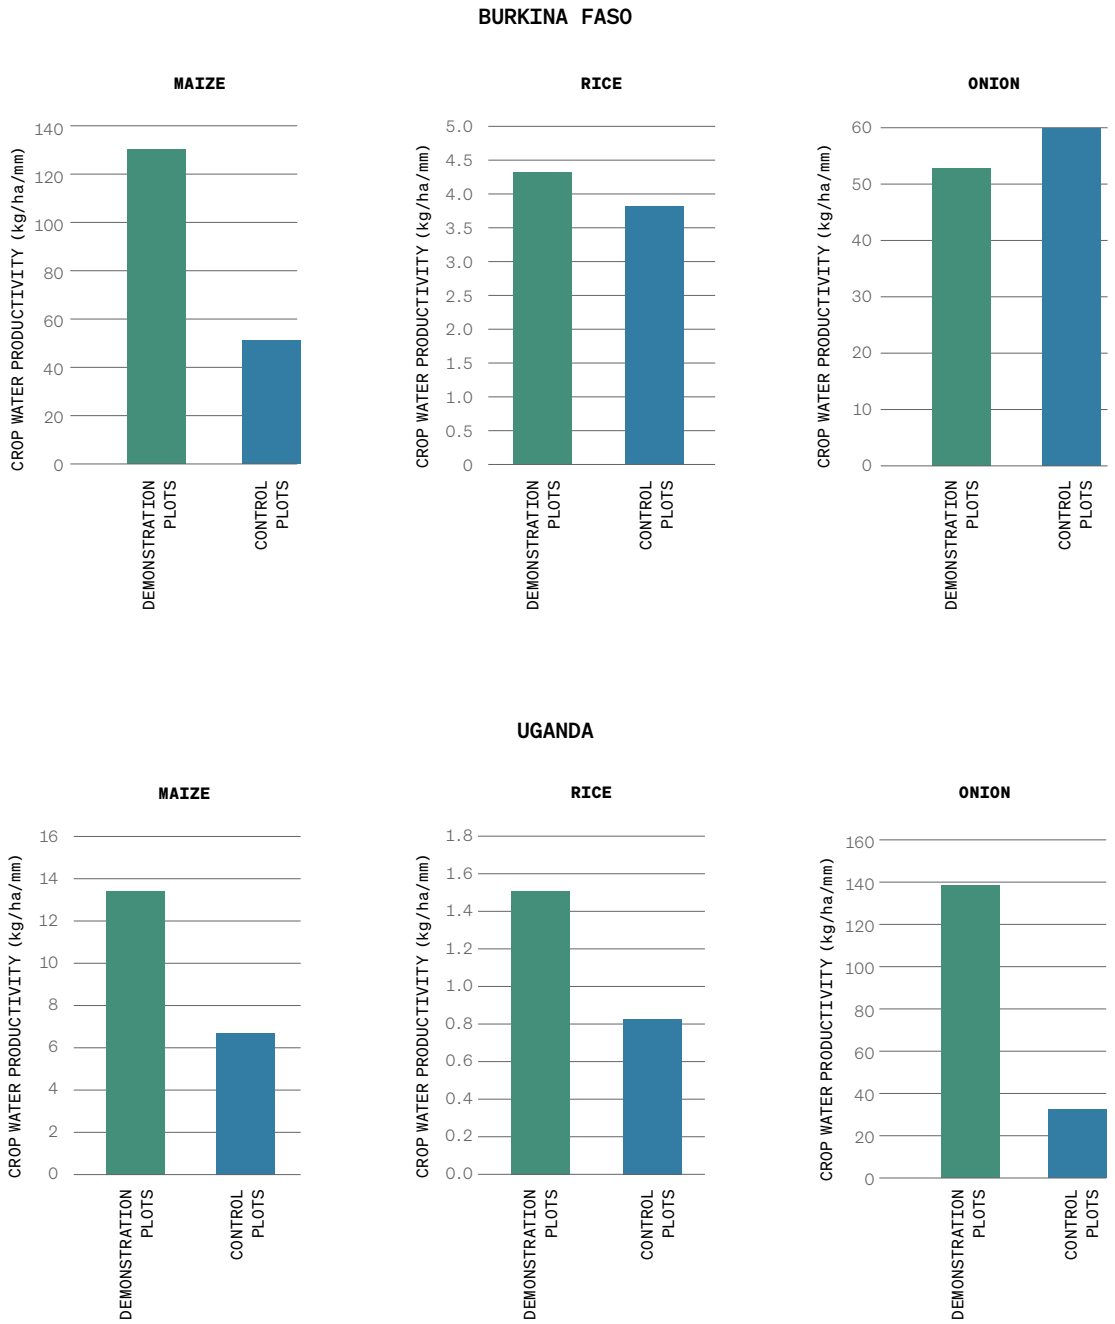 BURKINA FASO
MAIZE
CROP WATER PRODUCTIVITY (kg/ha/mm)
140
120
100
80
60
40
20
0
DEMONSTRATION
PLOTS
CONTROL
PLOTS
RICE
CROP WATER PRODUCTIVITY (kg/ha/mm)
5.0
4.5
4.0
3.5
3.0
2.5
2.0
1.5
1.0
0.5
0
DEMONSTRATION
PLOTS
CONTROL
PLOTS
ONION
CROP WATER PRODUCTIVITY (kg/ha/mm)
60
50
40
30
20
10
0
DEMONSTRATION
PLOTS
CONTROL
PLOTS
UGANDA
MAIZE
CROP WATER PRODUCTIVITY (kg/ha/mm)
16
14
12
10
8
6
4
2
0
DEMONSTRATION
PLOTS
CONTROL
PLOTS
RICE
CROP WATER PRODUCTIVITY (kg/ha/mm)
1.8
1.6
1.4
1.2
1.0
0.8
0.6
0.4
0.2
0.0
DEMONSTRATION
PLOTS
CONTROL
PLOTS
ONION
CROP WATER PRODUCTIVITY (kg/ha/mm)
160
140
120
100
80
60
40
20
0
DEMONSTRATION
PLOTS
CONTROL
PLOTS